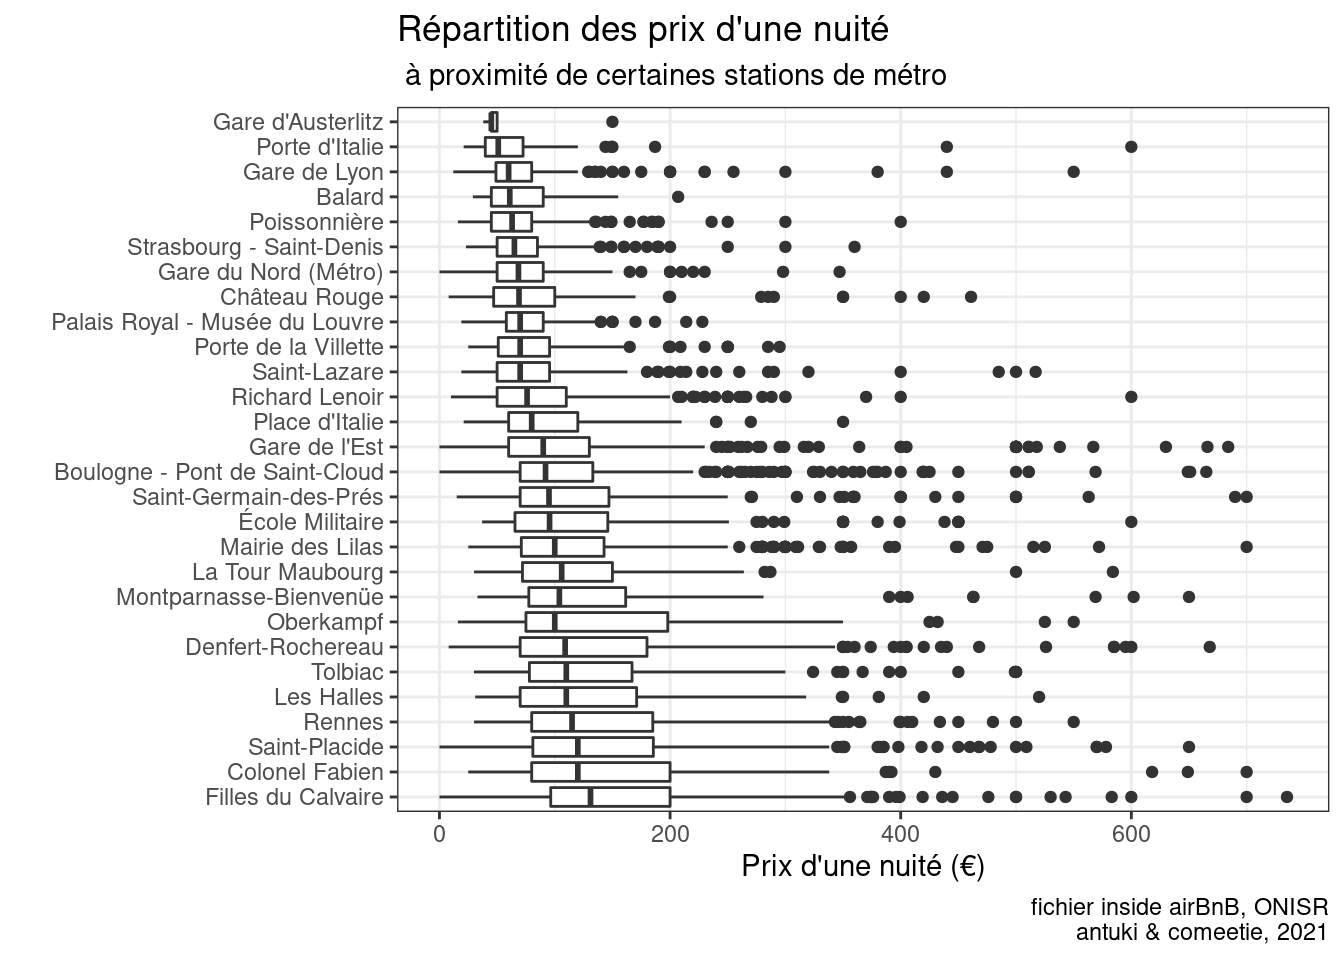 Répartition des prix d'une nuité
à proximité de certaines stations de métro
Gare d'Austerlitz
Porte d'Italie
Gare de Lyon
Balard
Poissonnière
Strasbourg - Saint-Denis
Gare du Nord (Métro)
Château Rouge
Palais Royal - Musée du Louvre
Porte de la Villette
Saint-Lazare
Richard Lenoir
Place d'Italie
Gare de l'Est
Boulogne - Pont de Saint-Cloud
Saint-Germain-des-Prés
École Militaire
Mairie des Lilas
La Tour Maubourg
Montparnasse-Bienvenüe
Oberkampf
Denfert-Rochereau
Tolbiac
Les Halles
Rennes
Saint-Placide
Colonel Fabien
Filles du Calvaire
0 200 400 600
Prix d'une nuité (€)
fichier inside airBnB, ONISR
antuki & comeetie, 2021